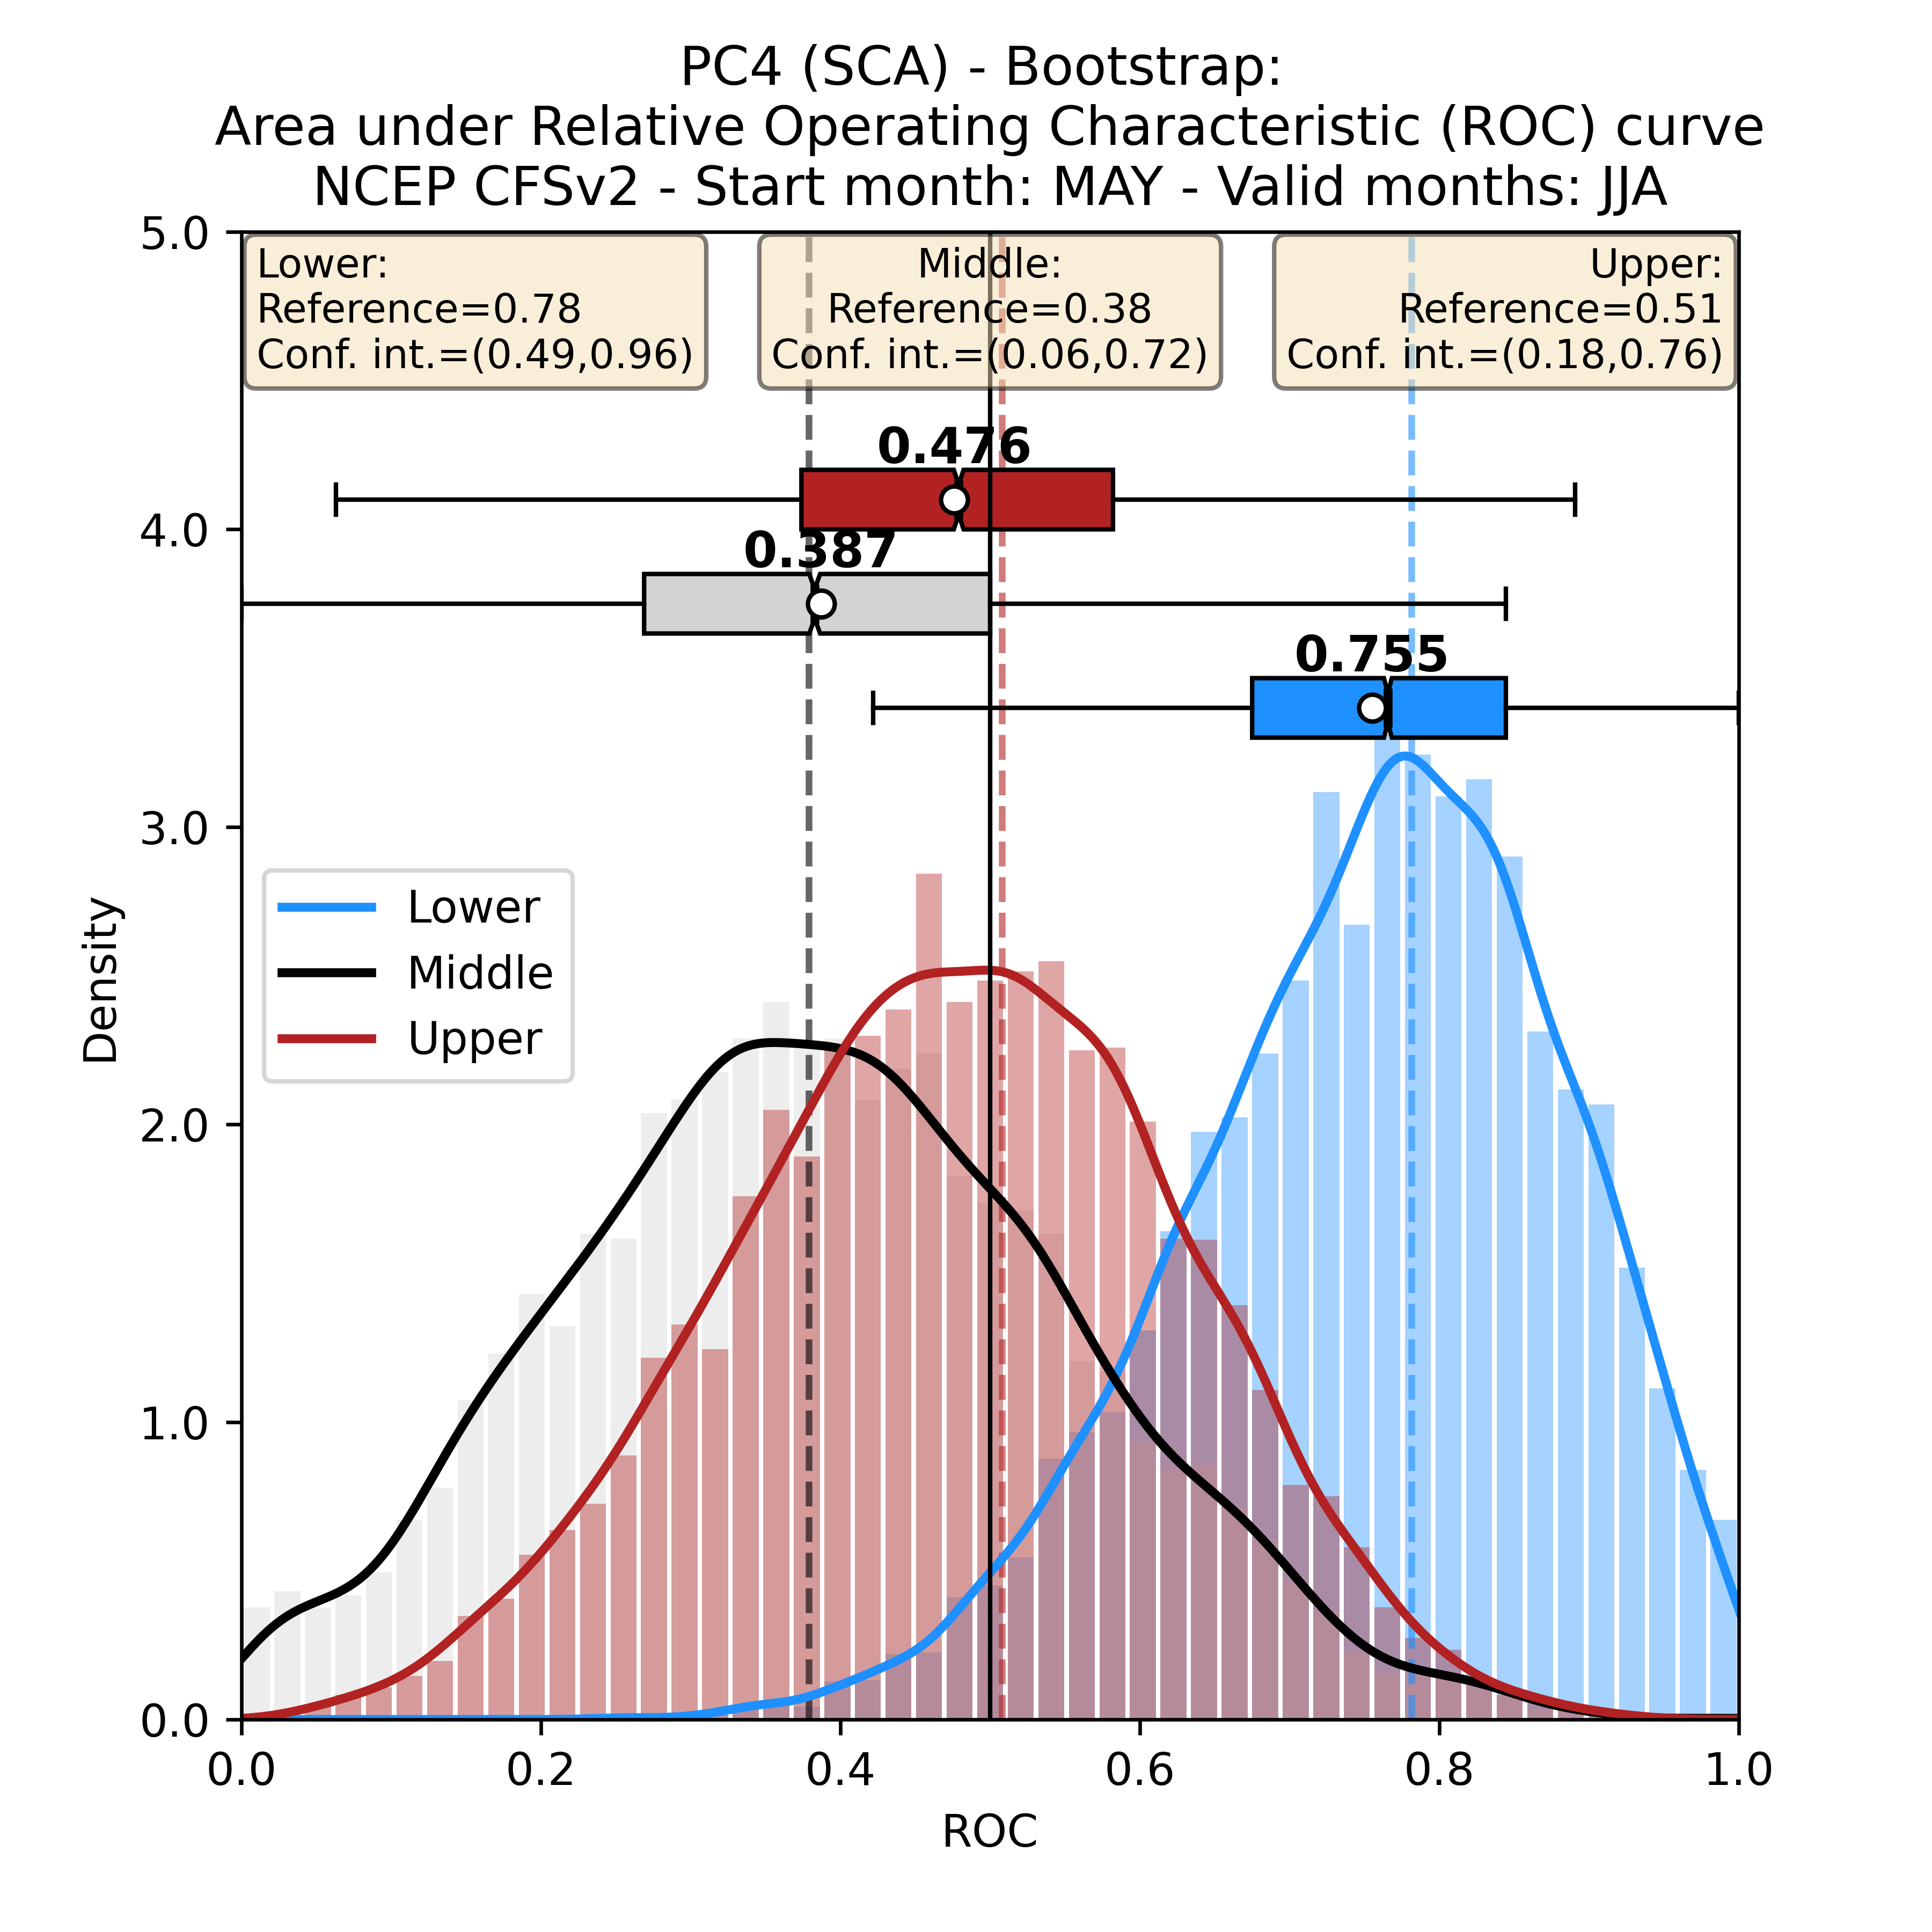 PC4 (SCA) - Bootstrap:
Area under Relative Operating Characteristic (ROC) curve
NCEP CFSv2 - Start month: MAY - Valid months: JJA
Lower:
Reference=0.78
Conf. int.=(0.49,0.96)
Middle:
Reference=0.38
Conf. int.=(0.06,0.72)
Upper:
Reference=0.51
Conf. int.=(0.18,0.76)
0.476
0.387
0.755
Lower
Middle
Upper
Density
5.0
4.0
3.0
2.0
1.0
0.0
0.0 0.2 0.4 0.6 0.8 1.0
ROC